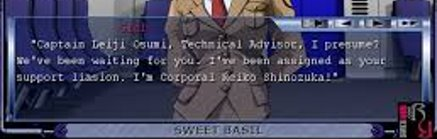 "Captain Leiji Osumi, Technical Advisor, I presume?
We've been waiting for you. I've been assigned as your
support liasion. I'm Corporal Keiko Shinozuka!"
SWEET BASIL